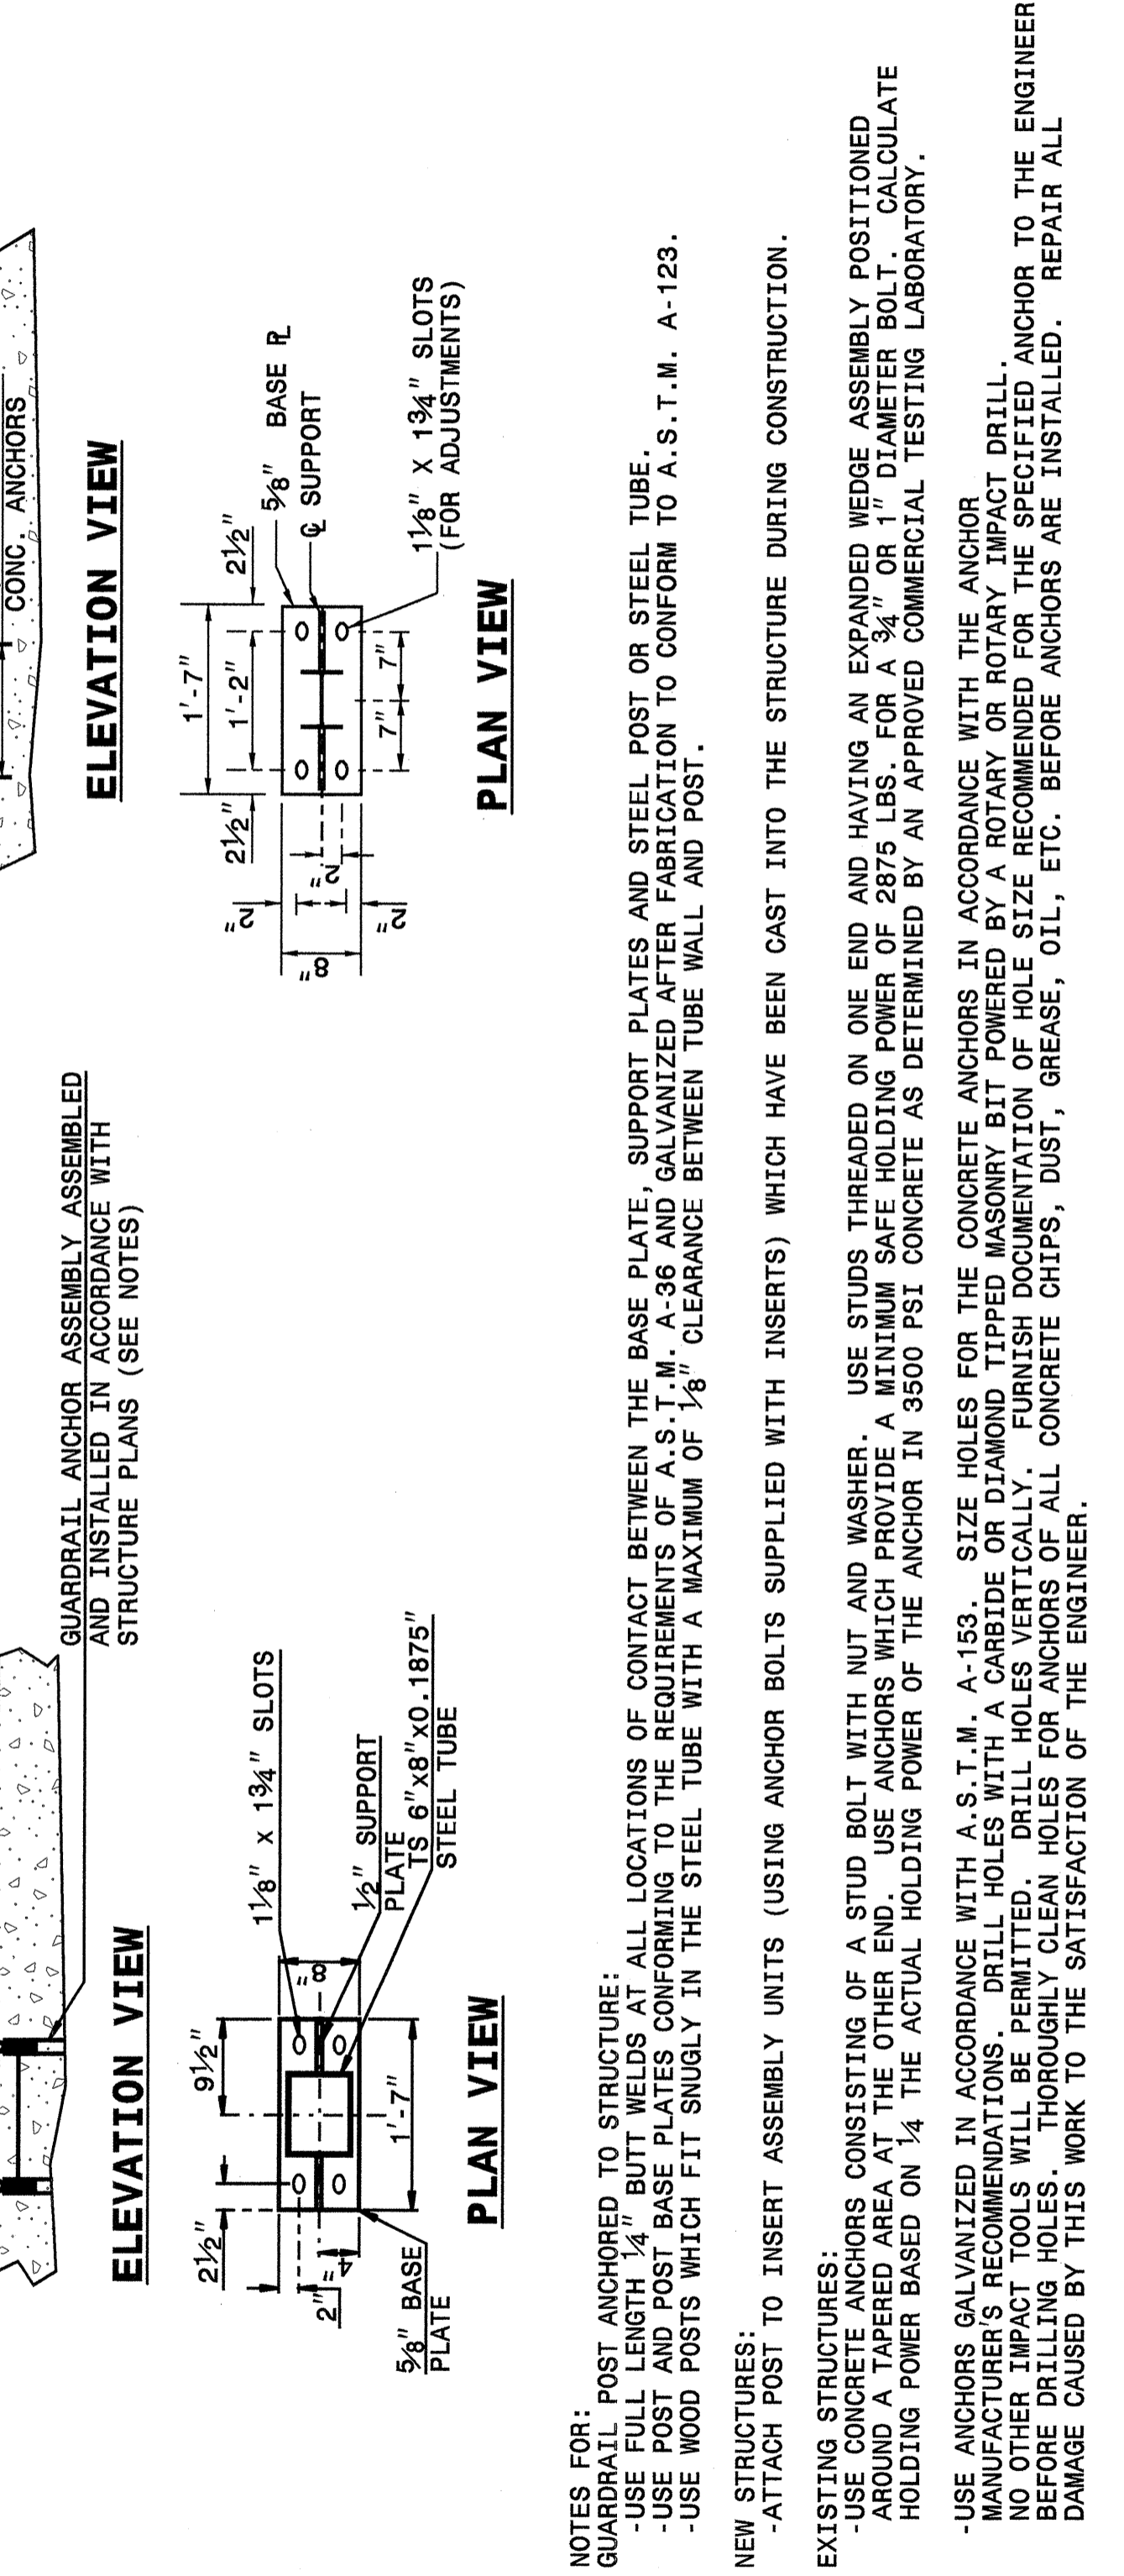 GUARDRAIL ANCHOR ASSEMBLY ASSEMBLED
AND INSTALLED IN ACCORDANCE WITH
STRUCTURE PLANS (SEE NOTES)
CONC. ANCHORS
ELEVATION VIEW
ELEVATION VIEW
2½"
9½"
1⅛" X 1¾" SLOTS
8"
½" SUPPORT
PLATE
TS 6"x8"x0.1875"
STEEL TUBE
2"
4"
1'-7"
⅝" BASE
PLATE
PLAN VIEW
1'-7"
2½"
1'-2"
2½"
⅝" BASE ℞
℄ SUPPORT
2"
2"
2"
8"
7"
7"
1⅛" X 1¾" SLOTS
(FOR ADJUSTMENTS)
PLAN VIEW
NOTES FOR:
GUARDRAIL POST ANCHORED TO STRUCTURE:
-USE FULL LENGTH ¼" BUTT WELDS AT ALL LOCATIONS OF CONTACT BETWEEN THE BASE PLATE, SUPPORT PLATES AND STEEL POST OR STEEL TUBE.
-USE POST AND POST BASE PLATES CONFORMING TO THE REQUIREMENTS OF A.S.T.M. A-36 AND GALVANIZED AFTER FABRICATION TO CONFORM TO A.S.T.M. A-123.
-USE WOOD POSTS WHICH FIT SNUGLY IN THE STEEL TUBE WITH A MAXIMUM OF ⅛" CLEARANCE BETWEEN TUBE WALL AND POST.
NEW STRUCTURES:
-ATTACH POST TO INSERT ASSEMBLY UNITS (USING ANCHOR BOLTS SUPPLIED WITH INSERTS) WHICH HAVE BEEN CAST INTO THE STRUCTURE DURING CONSTRUCTION.
EXISTING STRUCTURES:
-USE CONCRETE ANCHORS CONSISTING OF A STUD BOLT WITH NUT AND WASHER. USE STUDS THREADED ON ONE END AND HAVING AN EXPANDED WEDGE ASSEMBLY POSITIONED
AROUND A TAPERED AREA AT THE OTHER END. USE ANCHORS WHICH PROVIDE A MINIMUM SAFE HOLDING POWER OF 2875 LBS. FOR A ¾" OR 1" DIAMETER BOLT. CALCULATE
HOLDING POWER BASED ON ¼ THE ACTUAL HOLDING POWER OF THE ANCHOR IN 3500 PSI CONCRETE AS DETERMINED BY AN APPROVED COMMERCIAL TESTING LABORATORY.
-USE ANCHORS GALVANIZED IN ACCORDANCE WITH A.S.T.M. A-153. SIZE HOLES FOR THE CONCRETE ANCHORS IN ACCORDANCE WITH THE ANCHOR
MANUFACTURER'S RECOMMENDATIONS. DRILL HOLES WITH A CARBIDE OR DIAMOND TIPPED MASONRY BIT POWERED BY A ROTARY OR ROTARY IMPACT DRILL.
NO OTHER IMPACT TOOLS WILL BE PERMITTED. DRILL HOLES VERTICALLY. FURNISH DOCUMENTATION OF HOLE SIZE RECOMMENDED FOR THE SPECIFIED ANCHOR TO THE ENGINEER
BEFORE DRILLING HOLES. THOROUGHLY CLEAN HOLES FOR ANCHORS OF ALL CONCRETE CHIPS, DUST, GREASE, OIL, ETC. BEFORE ANCHORS ARE INSTALLED. REPAIR ALL
DAMAGE CAUSED BY THIS WORK TO THE SATISFACTION OF THE ENGINEER.